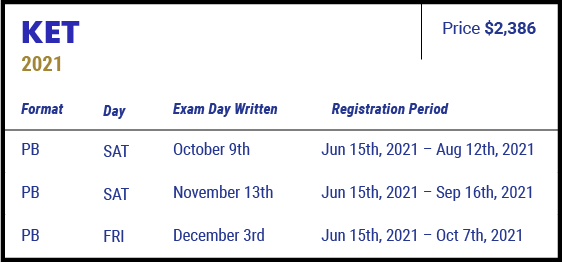 KET
Price $2,386
2021
Format Day Exam Day Written Registration Period
PB SAT October 9th Jun 15th, 2021 – Aug 12th, 2021
PB SAT November 13th Jun 15th, 2021 – Sep 16th, 2021
PB FRI December 3rd Jun 15th, 2021 – Oct 7th, 2021